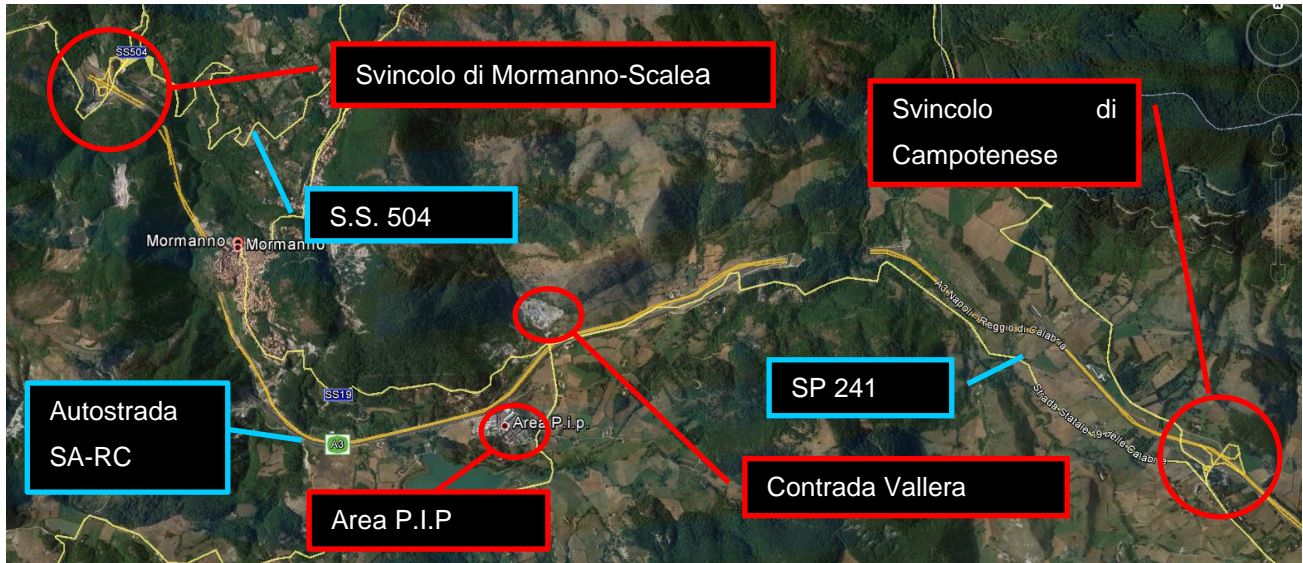 SS504
Svincolo di Mormanno-Scalea
Svincolo di
Campotenese
S.S. 504
Mormanno Mormanno
A3 Napoli - Reggio di Calabria
SP 241
SS19
Autostrada
SA-RC
A3
Area P.i.p.
Strada Statale 19 delle Calabrie
Contrada Vallera
Area P.I.P